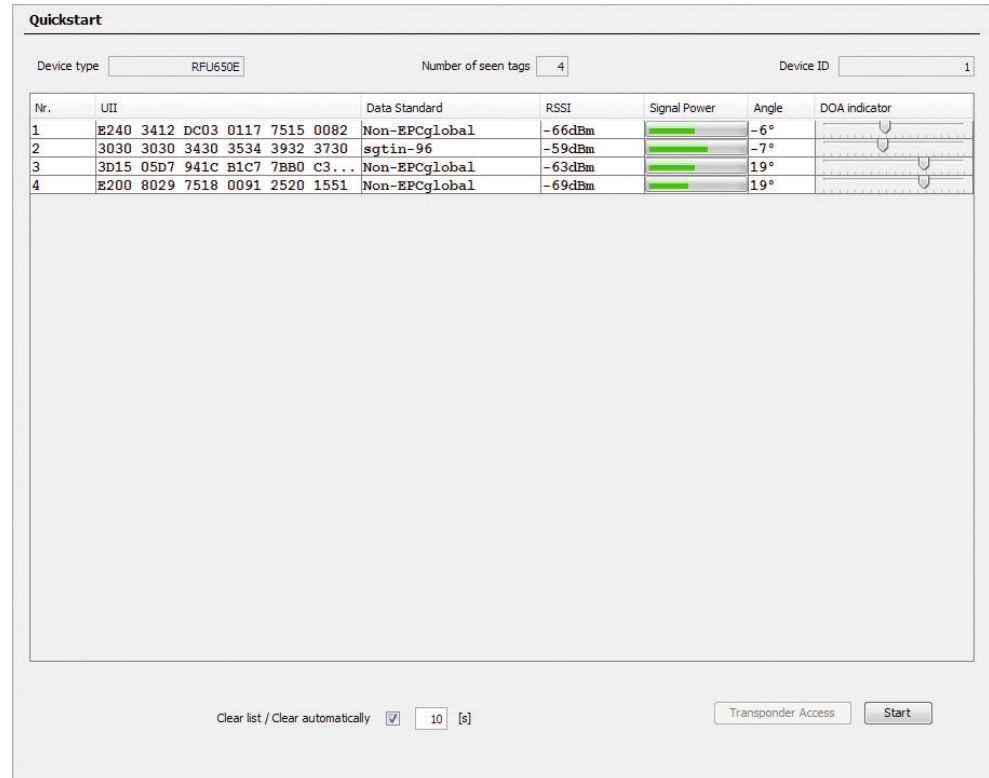 Quickstart
Device type RFU650E Number of seen tags 4 Device ID 1
Nr. UII Data Standard RSSI Signal Power Angle DOA indicator
1 E240 3412 DC03 0117 7515 0082 Non-EPCglobal -66dBm -6°
2 3030 3030 3430 3534 3932 3730 sgtin-96 -59dBm -7°
3 3D15 05D7 941C B1C7 7BB0 C3... Non-EPCglobal -63dBm 19°
4 E200 8029 7518 0091 2520 1551 Non-EPCglobal -69dBm 19°
Clear list / Clear automatically 10 [s] Transponder Access Start